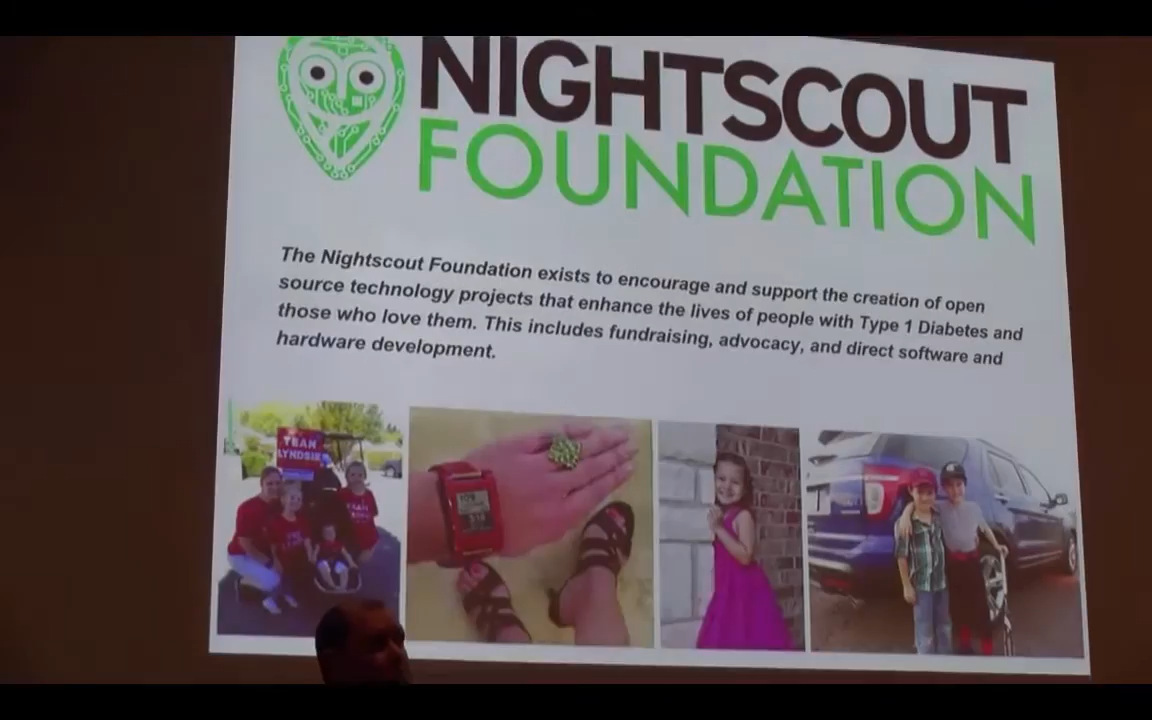 NIGHTSCOUT
FOUNDATION
The Nightscout Foundation exists to encourage and support the creation of open
source technology projects that enhance the lives of people with Type 1 Diabetes and
those who love them. This includes fundraising, advocacy, and direct software and
hardware development.
TEAM
LYNDSIE